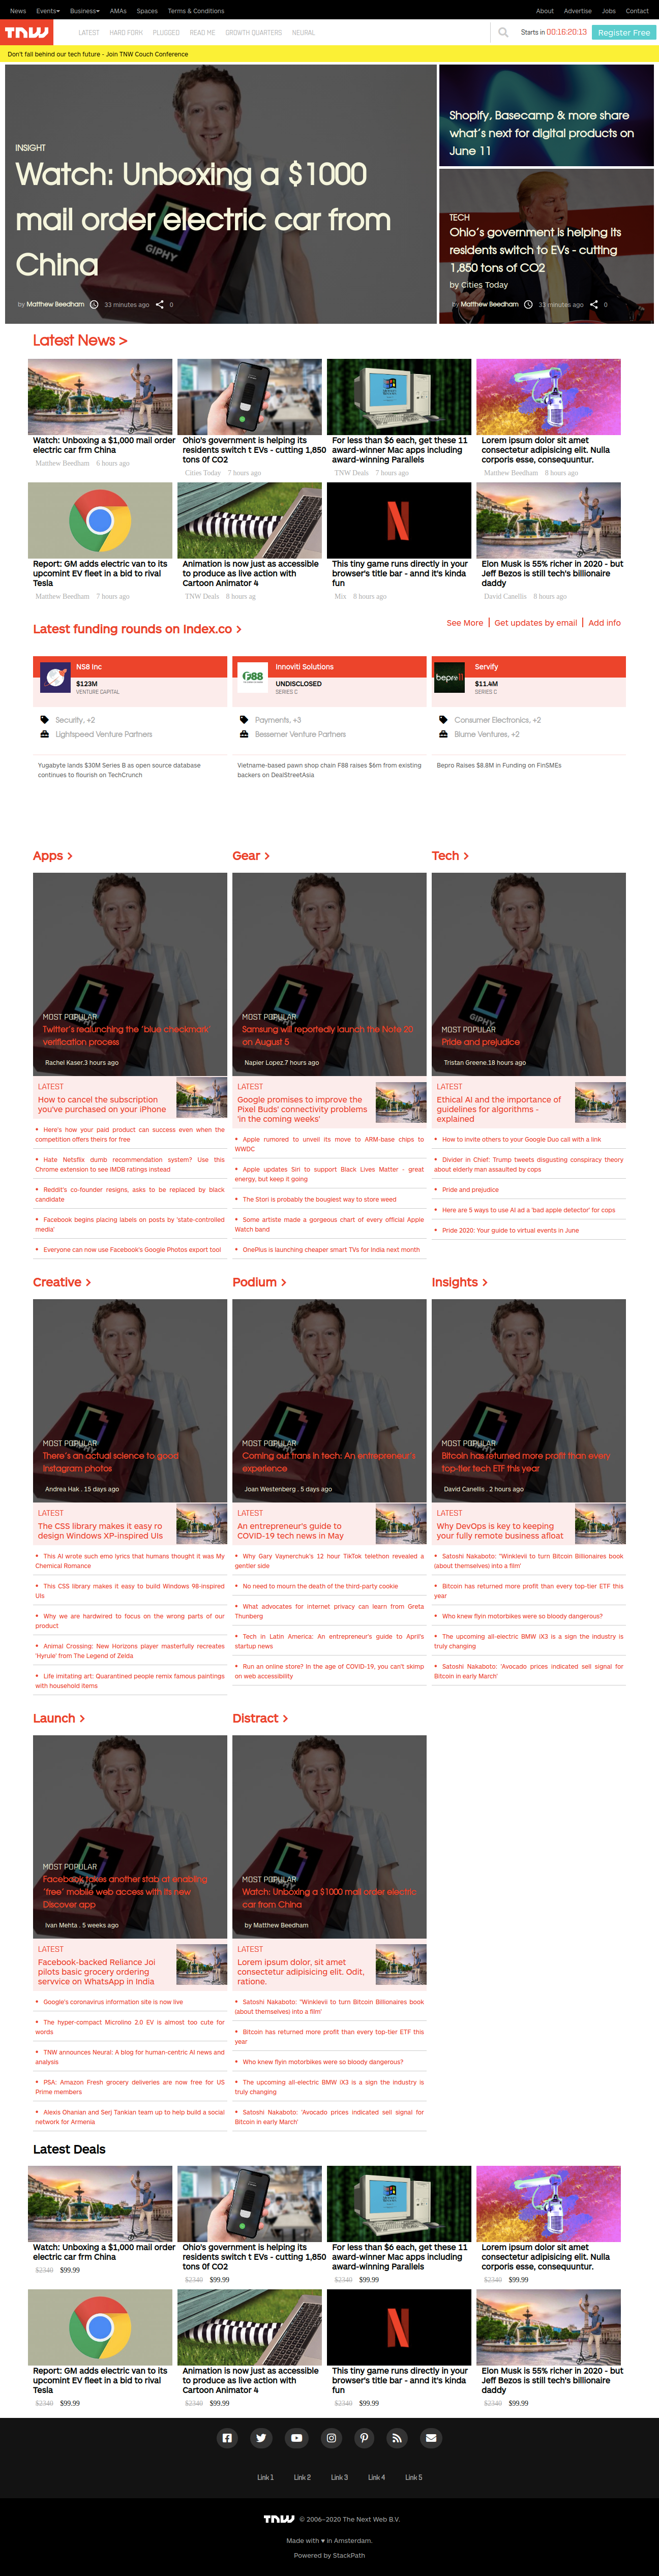 News Events Business AMAs Spaces Terms & Conditions About Advertise Jobs Contact
TNW LATEST HARD FORK PLUGGED READ ME GROWTH QUARTERS NEURAL Starts in 00:16:20:13 Register Free
Don't fall behind our tech future - Join TNW Couch Conference
INSIGHT
Watch: Unboxing a $1000
mail order electric car from
China
by Matthew Beedham 33 minutes ago 0
GIPHY
Shopify, Basecamp & more share
what's next for digital products on
June 11
TECH
Ohio's government is helping its
residents switch to EVs - cutting
1,850 tons of CO2
by Cities Today
by Matthew Beedham 33 minutes ago 0
Latest News >
Watch: Unboxing a $1,000 mail order
electric car frm China
Matthew Beedham 6 hours ago
Ohio's government is helping its
residents switch t EVs - cutting 1,850
tons 0f CO2
Cities Today 7 hours ago
For less than $6 each, get these 11
award-winner Mac apps including
award-winning Parallels
TNW Deals 7 hours ago
Lorem ipsum dolor sit amet
consectetur adipisicing elit. Nulla
corporis esse, consequuntur.
Matthew Beedham 8 hours ago
Report: GM adds electric van to its
upcomint EV fleet in a bid to rival
Tesla
Matthew Beedham 7 hours ago
Animation is now just as accessible
to produce as live action with
Cartoon Animator 4
TNW Deals 8 hours ag
This tiny game runs directly in your
browser's title bar - annd it's kinda
fun
Mix 8 hours ago
Elon Musk is 55% richer in 2020 - but
Jeff Bezos is still tech's billionaire
daddy
David Canellis 8 hours ago
Latest funding rounds on Index.co >
See More | Get updates by email | Add info
NS8 Inc
$123M
VENTURE CAPITAL
Security, +2
Lightspeed Venture Partners
Yugabyte lands $30M Series B as open source database
continues to flourish on TechCrunch
Innoviti Solutions
F88
UNDISCLOSED
SERIES C
Payments, +3
Bessemer Venture Partners
Vietname-based pawn shop chain F88 raises $6m from existing
backers on DealStreetAsia
Servify
bepro
$11.4M
SERIES C
Consumer Electronics, +2
Blume Ventures, +2
Bepro Raises $8.8M in Funding on FinSMEs
Apps >
GIPHY
MOST POPULAR
Twitter's realunching the 'blue checkmark'
verification process
Rachel Kaser.3 hours ago
LATEST
How to cancel the subscription
you've purchased on your iPhone
Here's how your paid product can success even when the
competition offers theirs for free
Hate Netsflix dumb recommendation system? Use this
Chrome extension to see IMDB ratings instead
Reddit's co-founder resigns, asks to be replaced by black
candidate
Facebook begins placing labels on posts by 'state-controlled
media'
Everyone can now use Facebook's Google Photos export tool
Gear >
GIPHY
MOST POPULAR
Samsung will reportedly launch the Note 20
on August 5
Napier Lopez.7 hours ago
LATEST
Google promises to improve the
Pixel Buds' connectivity problems
'in the coming weeks'
Apple rumored to unveil its move to ARM-base chips to
WWDC
Apple updates Siri to support Black Lives Matter - great
energy, but keep it going
The Stori is probably the bougiest way to store weed
Some artiste made a gorgeous chart of every official Apple
Watch band
OnePlus is launching cheaper smart TVs for India next month
Tech >
GIPHY
MOST POPULAR
Pride and prejudice
Tristan Greene.18 hours ago
LATEST
Ethical AI and the importance of
guidelines for algorithms -
explained
How to invite others to your Google Duo call with a link
Divider in Chief: Trump tweets disgusting conspiracy theory
about elderly man assaulted by cops
Pride and prejudice
Here are 5 ways to use AI ad a 'bad apple detector' for cops
Pride 2020: Your guide to virtual events in June
Creative >
GIPHY
MOST POPULAR
There's an actual science to good
Instagram photos
Andrea Hak . 15 days ago
LATEST
The CSS library makes it easy ro
design Windows XP-inspired UIs
This AI wrote such emo lyrics that humans thought it was My
Chemical Romance
This CSS library makes it easy to build Windows 98-inspired
UIs
Why we are hardwired to focus on the wrong parts of our
product
Animal Crossing: New Horizons player masterfully recreates
'Hyrule' from The Legend of Zelda
Life imitating art: Quarantined people remix famous paintings
with household items
Podium >
GIPHY
MOST POPULAR
Coming out trans in tech: An entrepreneur's
experience
Joan Westenberg . 5 days ago
LATEST
An entrepreneur's guide to
COVID-19 tech news in May
Why Gary Vaynerchuk's 12 hour TikTok telethon revealed a
gentler side
No need to mourn the death of the third-party cookie
What advocates for internet privacy can learn from Greta
Thunberg
Tech in Latin America: An entrepreneur's guide to April's
startup news
Run an online store? In the age of COVID-19, you can't skimp
on web accessibility
Insights >
GIPHY
MOST POPULAR
Bitcoin has returned more profit than every
top-tier tech ETF this year
David Canellis . 2 hours ago
LATEST
Why DevOps is key to keeping
your fully remote business afloat
Satoshi Nakaboto: "Winklevii to turn Bitcoin Billionaires book
(about themselves) into a film'
Bitcoin has returned more profit than every top-tier ETF this
year
Who knew flyin motorbikes were so bloody dangerous?
The upcoming all-electric BMW iX3 is a sign the industry is
truly changing
Satoshi Nakaboto: 'Avocado prices indicated sell signal for
Bitcoin in early March'
Launch >
MOST POPULAR
Facebook takes another stab at enabling
'free' mobile web access with its new
Discover app
Ivan Mehta . 5 weeks ago
LATEST
Facebook-backed Reliance Joi
pilots basic grocery ordering
servvice on WhatsApp in India
Google's coronavirus information site is now live
The hyper-compact Microlino 2.0 EV is almost too cute for
words
TNW announces Neural: A blog for human-centric AI news and
analysis
PSA: Amazon Fresh grocery deliveries are now free for US
Prime members
Alexis Ohanian and Serj Tankian team up to help build a social
network for Armenia
Distract >
GIPHY
MOST POPULAR
Watch: Unboxing a $1000 mail order electric
car from China
by Matthew Beedham
LATEST
Lorem ipsum dolor, sit amet
consectetur adipisicing elit. Odit,
ratione.
Satoshi Nakaboto: "Winklevii to turn Bitcoin Billionaires book
(about themselves) into a film'
Bitcoin has returned more profit than every top-tier ETF this
year
Who knew flyin motorbikes were so bloody dangerous?
The upcoming all-electric BMW iX3 is a sign the industry is
truly changing
Satoshi Nakaboto: 'Avocado prices indicated sell signal for
Bitcoin in early March'
Latest Deals
Watch: Unboxing a $1,000 mail order
electric car frm China
$2340 $99.99
Ohio's government is helping its
residents switch t EVs - cutting 1,850
tons 0f CO2
$2340 $99.99
For less than $6 each, get these 11
award-winner Mac apps including
award-winning Parallels
$2340 $99.99
Lorem ipsum dolor sit amet
consectetur adipisicing elit. Nulla
corporis esse, consequuntur.
$2340 $99.99
Report: GM adds electric van to its
upcomint EV fleet in a bid to rival
Tesla
$2340 $99.99
Animation is now just as accessible
to produce as live action with
Cartoon Animator 4
$2340 $99.99
This tiny game runs directly in your
browser's title bar - annd it's kinda
fun
$2340 $99.99
Elon Musk is 55% richer in 2020 - but
Jeff Bezos is still tech's billionaire
daddy
$2340 $99.99
Link 1 Link 2 Link 3 Link 4 Link 5
TNW © 2006–2020 The Next Web B.V.
Made with ♥ in Amsterdam.
Powered by StackPath